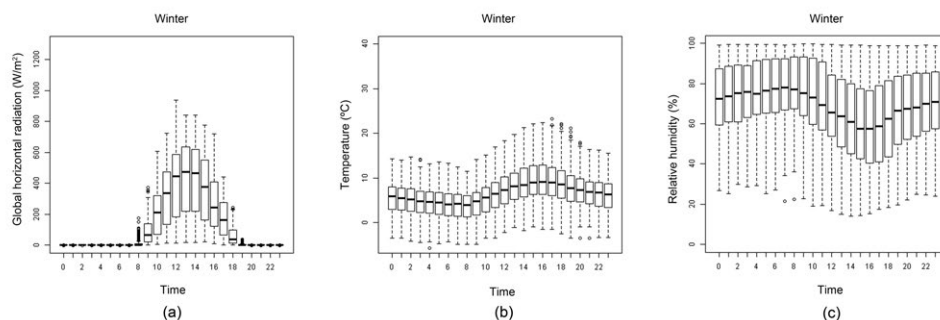 Winter
Global horizontal radiation (W/m²)
0 200 400 600 800 1000 1200
0 2 4 6 8 10 12 14 16 18 20 22
Time
(a)
Winter
Temperature (ºC)
0 10 20 30 40
0 2 4 6 8 10 12 14 16 18 20 22
Time
(b)
Winter
Relative humidity (%)
0 20 40 60 80 100
0 2 4 6 8 10 12 14 16 18 20 22
Time
(c)